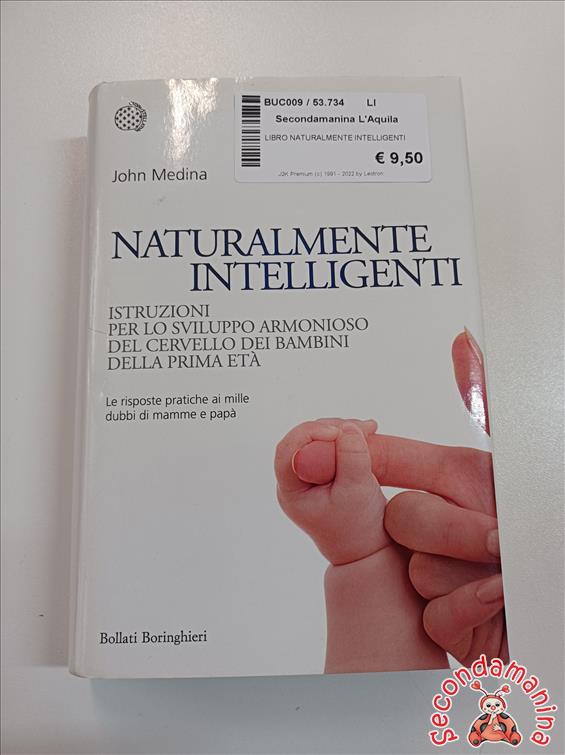 BUC009 / 53.734 LI
Secondamanina L'Aquila
LIBRO NATURALMENTE INTELLIGENTI
€ 9,50
J2K Premium (c) 1991 - 2022 by Lestron
John Medina
NATURALMENTE
INTELLIGENTI
ISTRUZIONI
PER LO SVILUPPO ARMONIOSO
DEL CERVELLO DEI BAMBINI
DELLA PRIMA ETÀ
Le risposte pratiche ai mille
dubbi di mamme e papà
Bollati Boringhieri
Secondamanina